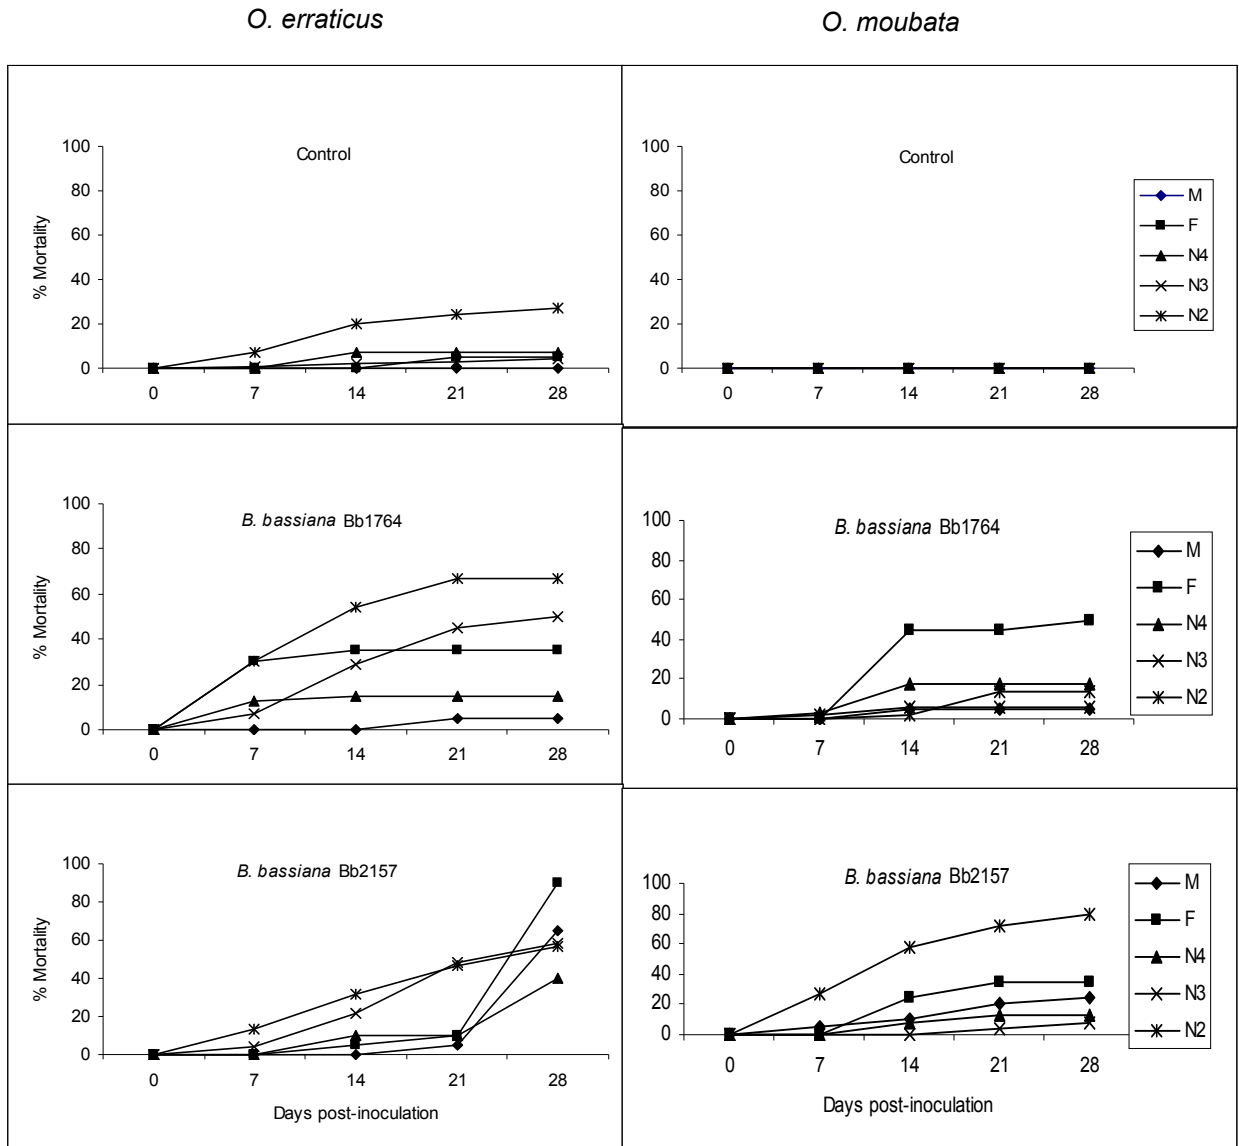 O. erraticus
O. moubata
Control
100
80
60
40
20
0
% Mortality
0 7 14 21 28
Control
100
80
60
40
20
0
0 7 14 21 28
M
F
N4
N3
N2
B. bassiana Bb1764
100
80
60
40
20
0
% Mortality
0 7 14 21 28
B. bassiana Bb1764
100
80
60
40
20
0
0 7 14 21 28
M
F
N4
N3
N2
B. bassiana Bb2157
100
80
60
40
20
0
% Mortality
0 7 14 21 28
Days post-inoculation
B. bassiana Bb2157
100
80
60
40
20
0
0 7 14 21 28
Days post-inoculation
M
F
N4
N3
N2